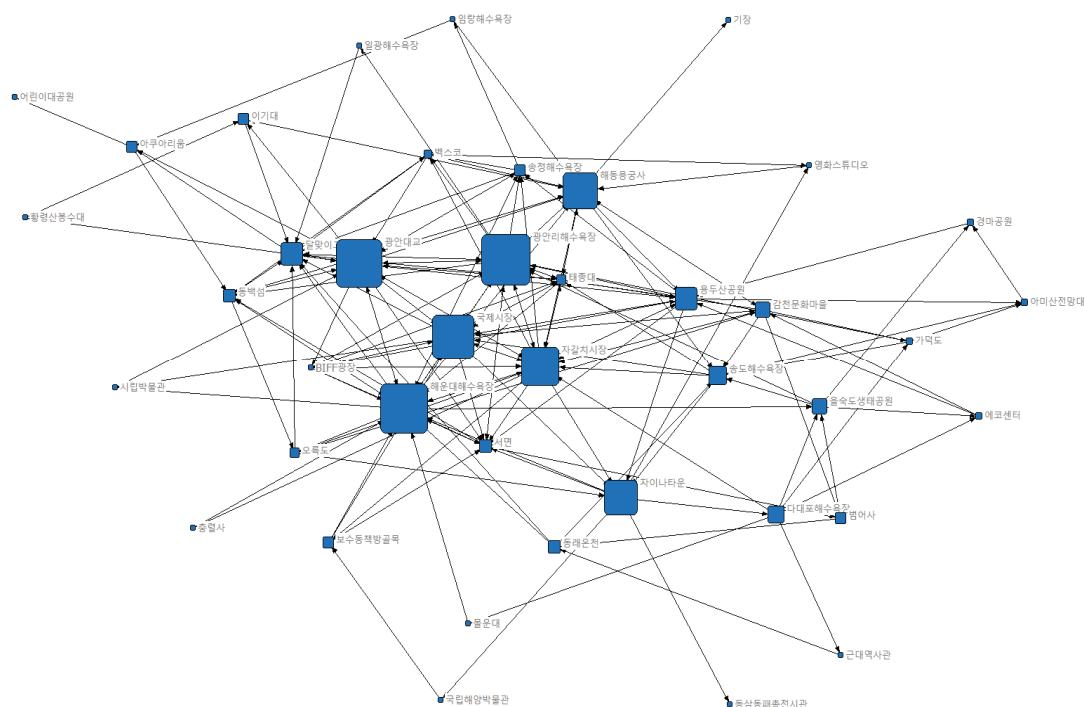 임랑해수욕장
기장
일광해수욕장
어린이대공원
이기대
아쿠아리움
벡스코
송정해수욕장
영화스튜디오
해동용궁사
황령산봉수대
경마공원
광안대교
광안리해수욕장
달맞이고
태종대
동백섬
용두산공원
감천문화마을
아미산전망대
국제시장
가덕도
자갈치시장
BIFF광장
송도해수욕장
시립박물관
해운대해수욕장
을숙도생태공원
에코센터
서면
오륙도
자이나타운
다대포해수욕장
범어사
충렬사
보수동책방골목
동래온천
몰운대
근대역사관
국립해양박물관
동삼동패총전시관